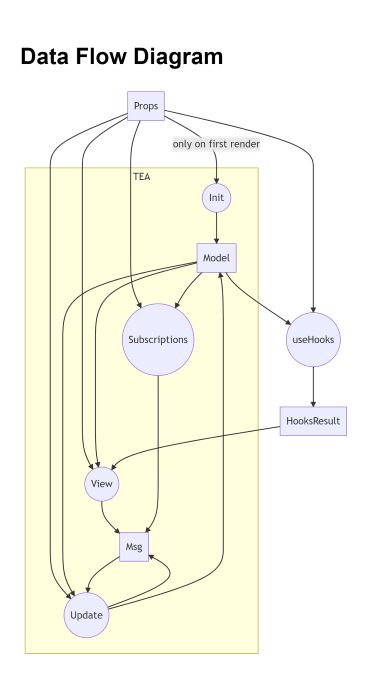 Data Flow Diagram
Props
only on first render
TEA
Init
Model
Subscriptions
useHooks
HooksResult
View
Msg
Update